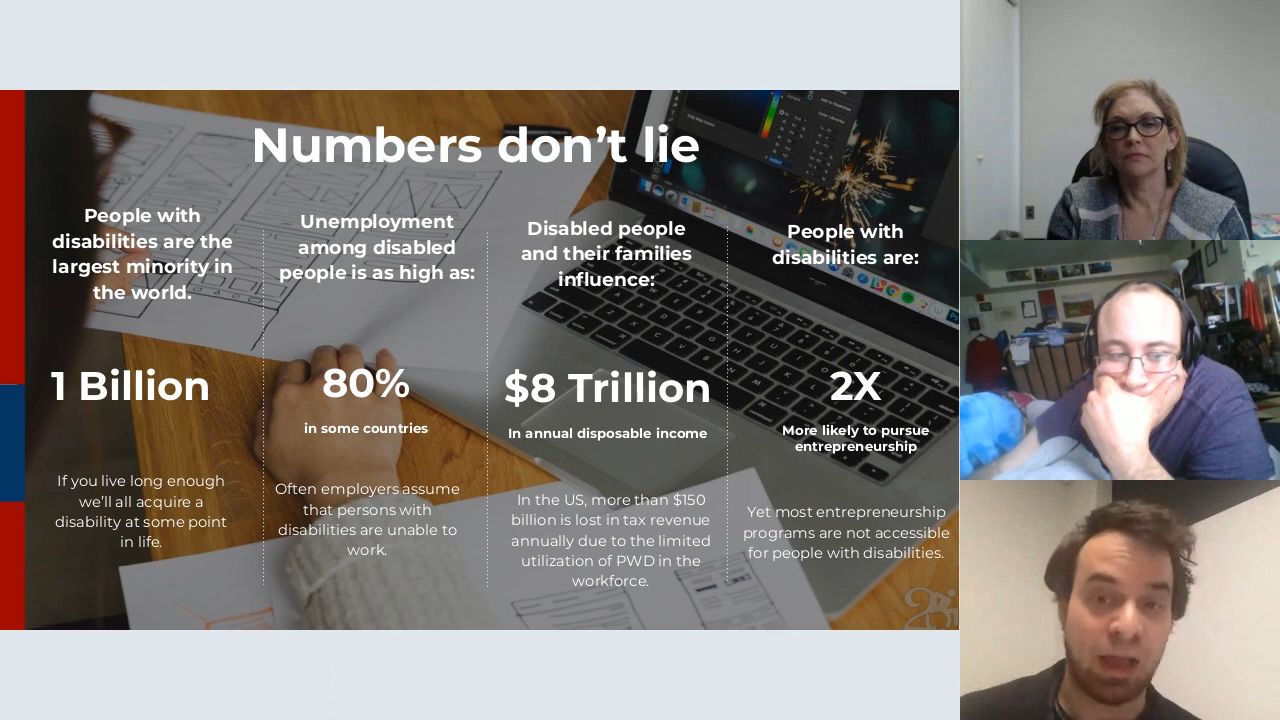 Numbers don’t lie
People with
disabilities are the
largest minority in
the world.
1 Billion
If you live long enough
we’ll all acquire a
disability at some point
in life.
Unemployment
among disabled
people is as high as:
80%
in some countries
Often employers assume
that persons with
disabilities are unable to
work.
Disabled people
and their families
influence:
$8 Trillion
In annual disposable income
In the US, more than $150
billion is lost in tax revenue
annually due to the limited
utilization of PWD in the
workforce.
People with
disabilities are:
2X
More likely to pursue
entrepreneurship
Yet most entrepreneurship
programs are not accessible
for people with disabilities.